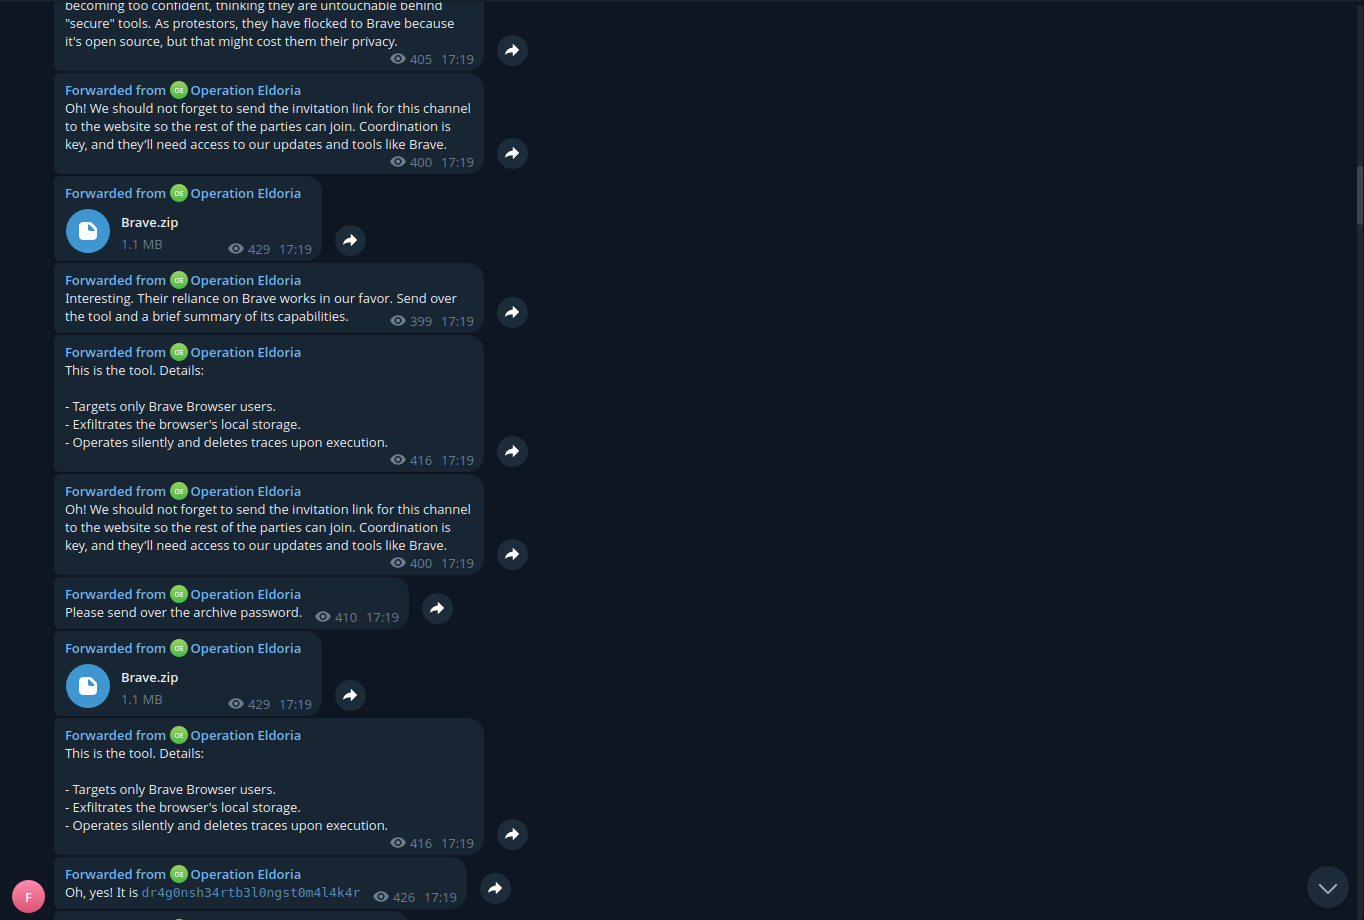 becoming too confident, thinking they are untouchable behind
"secure" tools. As protestors, they have flocked to Brave because
it's open source, but that might cost them their privacy.
405 17:19
Forwarded from OE Operation Eldoria
Oh! We should not forget to send the invitation link for this channel
to the website so the rest of the parties can join. Coordination is
key, and they'll need access to our updates and tools like Brave.
400 17:19
Forwarded from OE Operation Eldoria
Brave.zip
1.1 MB 429 17:19
Forwarded from OE Operation Eldoria
Interesting. Their reliance on Brave works in our favor. Send over
the tool and a brief summary of its capabilities. 399 17:19
Forwarded from OE Operation Eldoria
This is the tool. Details:
- Targets only Brave Browser users.
- Exfiltrates the browser's local storage.
- Operates silently and deletes traces upon execution.
416 17:19
Forwarded from OE Operation Eldoria
Oh! We should not forget to send the invitation link for this channel
to the website so the rest of the parties can join. Coordination is
key, and they'll need access to our updates and tools like Brave.
400 17:19
Forwarded from OE Operation Eldoria
Please send over the archive password. 410 17:19
Forwarded from OE Operation Eldoria
Brave.zip
1.1 MB 429 17:19
Forwarded from OE Operation Eldoria
This is the tool. Details:
- Targets only Brave Browser users.
- Exfiltrates the browser's local storage.
- Operates silently and deletes traces upon execution.
416 17:19
Forwarded from OE Operation Eldoria
F Oh, yes! It is dr4g0nsh34rtb3l0ngst0m4l4k4r 426 17:19